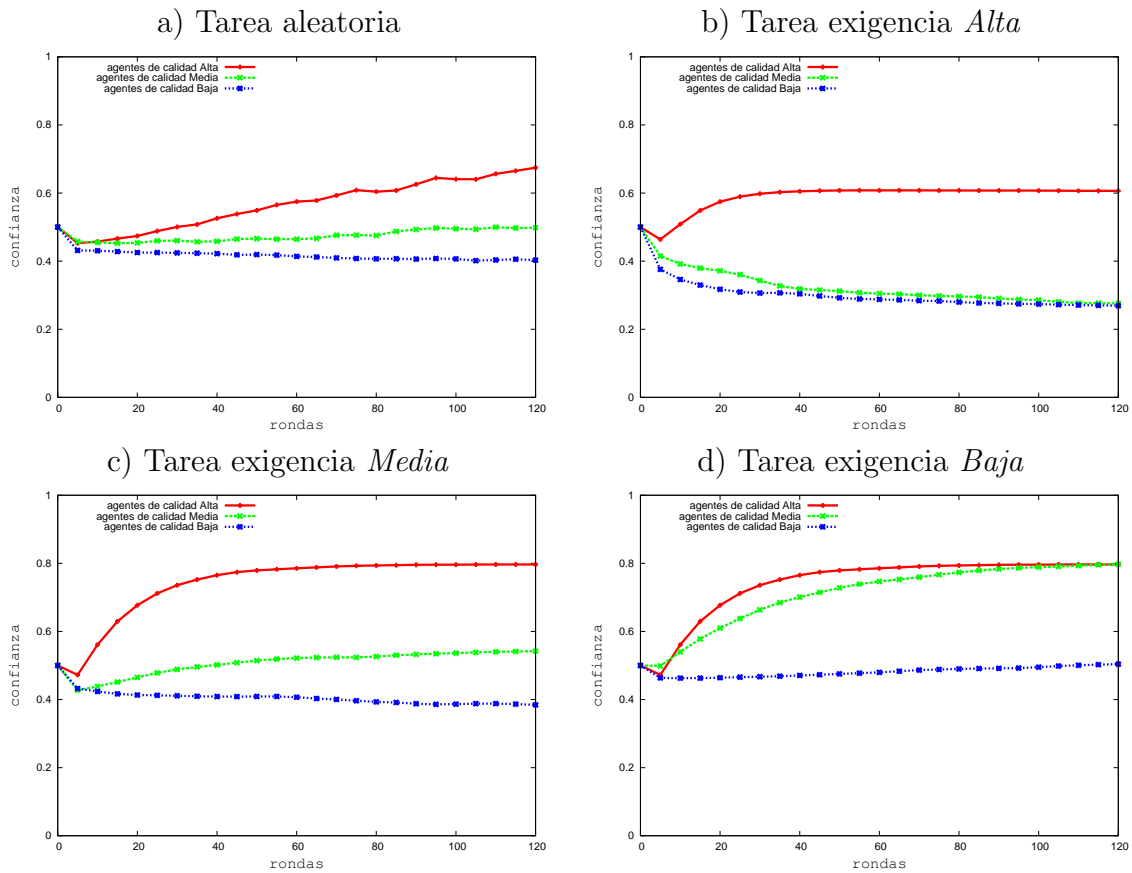 a) Tarea aleatoria
1
0.8
0.6
0.4
0.2
0
0 20 40 60 80 100 120
confianza
rondas
agentes de calidad Alta
agentes de calidad Media
agentes de calidad Baja
b) Tarea exigencia Alta
1
0.8
0.6
0.4
0.2
0
0 20 40 60 80 100 120
confianza
rondas
agentes de calidad Alta
agentes de calidad Media
agentes de calidad Baja
c) Tarea exigencia Media
1
0.8
0.6
0.4
0.2
0
0 20 40 60 80 100 120
confianza
rondas
agentes de calidad Alta
agentes de calidad Media
agentes de calidad Baja
d) Tarea exigencia Baja
1
0.8
0.6
0.4
0.2
0
0 20 40 60 80 100 120
confianza
rondas
agentes de calidad Alta
agentes de calidad Media
agentes de calidad Baja